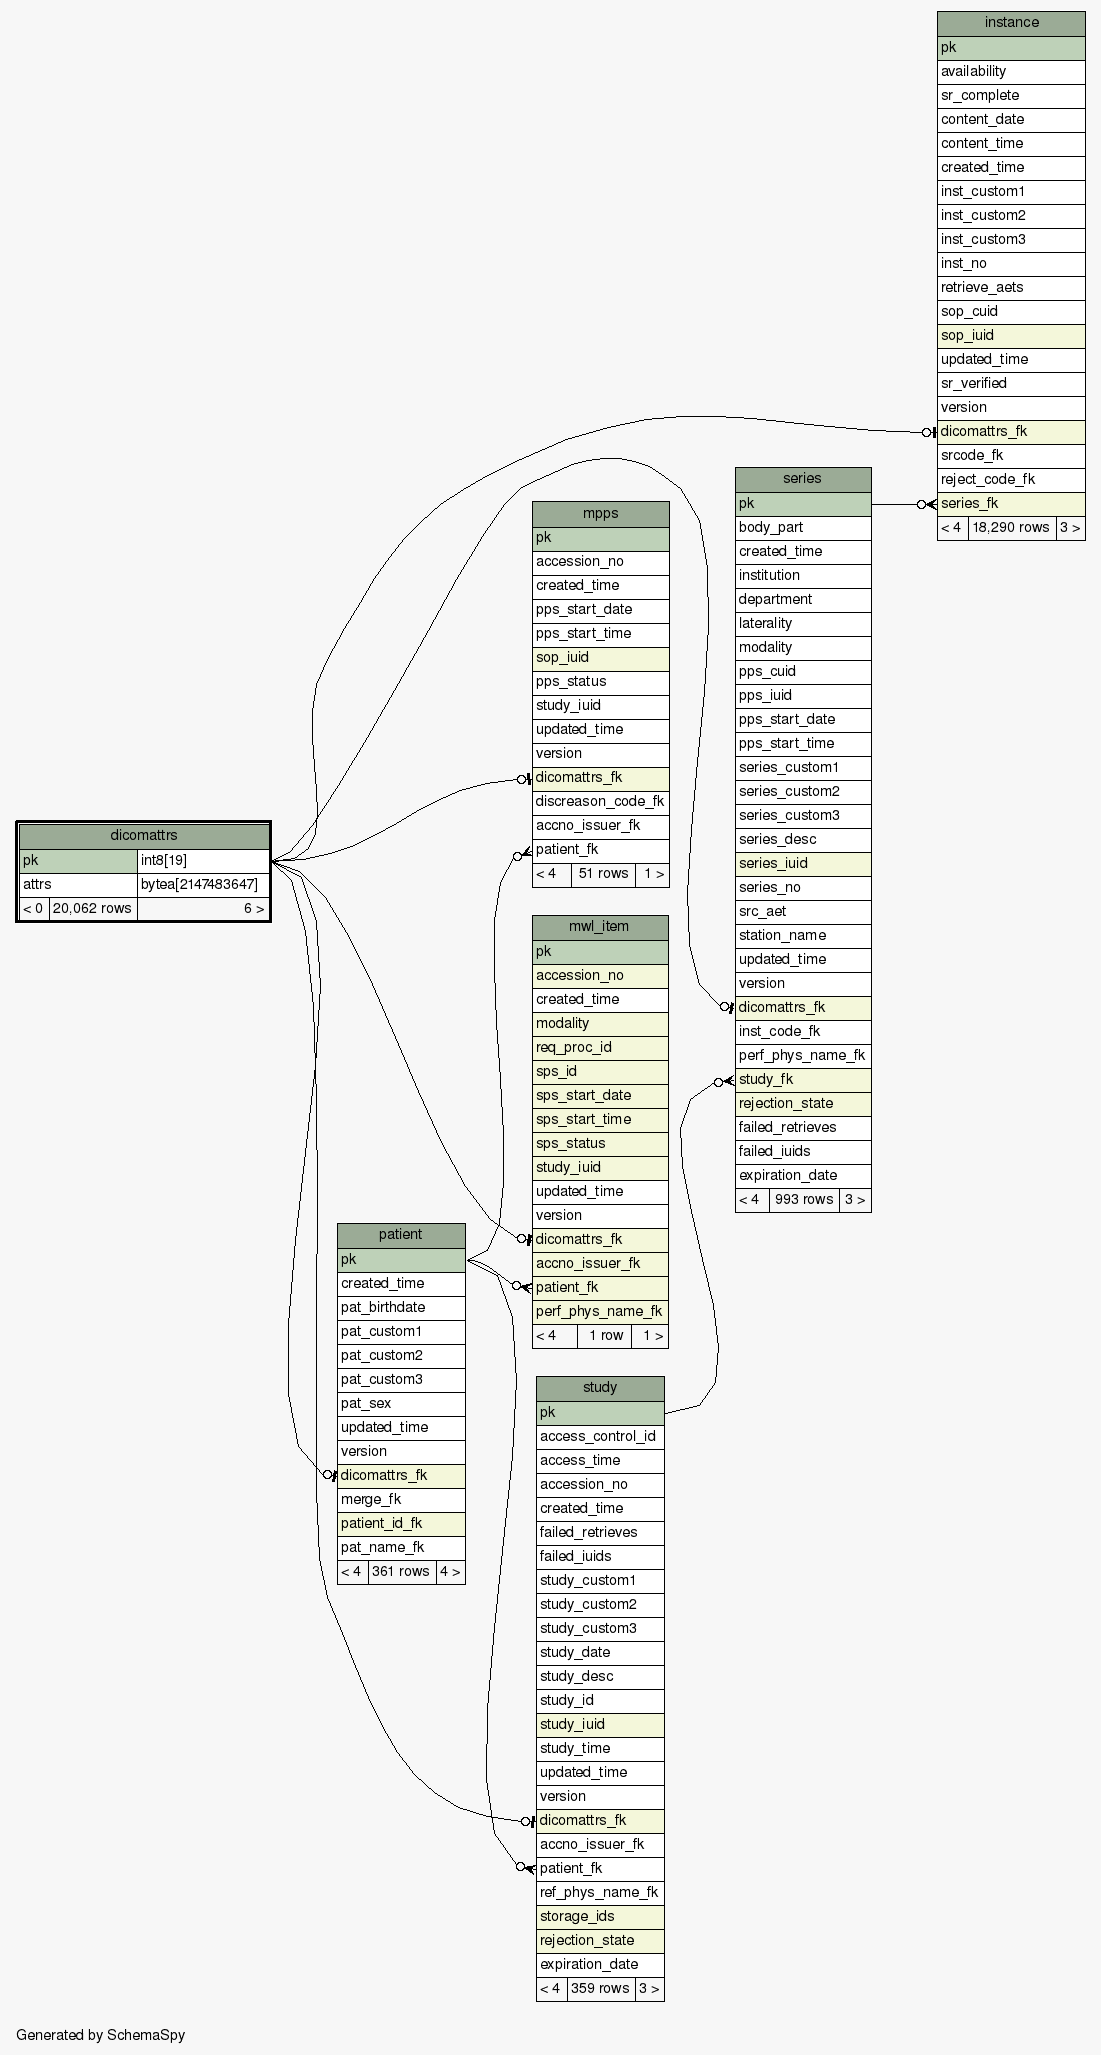 instance
pk
availability
sr_complete
content_date
content_time
created_time
inst_custom1
inst_custom2
inst_custom3
inst_no
retrieve_aets
sop_cuid
sop_iuid
updated_time
sr_verified
version
dicomattrs_fk
srcode_fk
reject_code_fk
series_fk
< 4 18,290 rows 3 >
series
pk
body_part
created_time
institution
department
laterality
modality
pps_cuid
pps_iuid
pps_start_date
pps_start_time
series_custom1
series_custom2
series_custom3
series_desc
series_iuid
series_no
src_aet
station_name
updated_time
version
dicomattrs_fk
inst_code_fk
perf_phys_name_fk
study_fk
rejection_state
failed_retrieves
failed_iuids
expiration_date
< 4 993 rows 3 >
mpps
pk
accession_no
created_time
pps_start_date
pps_start_time
sop_iuid
pps_status
study_iuid
updated_time
version
dicomattrs_fk
discreason_code_fk
accno_issuer_fk
patient_fk
< 4 51 rows 1 >
dicomattrs
pk int8[19]
attrs bytea[2147483647]
< 0 20,062 rows 6 >
mwl_item
pk
accession_no
created_time
modality
req_proc_id
sps_id
sps_start_date
sps_start_time
sps_status
study_iuid
updated_time
version
dicomattrs_fk
accno_issuer_fk
patient_fk
perf_phys_name_fk
< 4 1 row 1 >
patient
pk
created_time
pat_birthdate
pat_custom1
pat_custom2
pat_custom3
pat_sex
updated_time
version
dicomattrs_fk
merge_fk
patient_id_fk
pat_name_fk
< 4 361 rows 4 >
study
pk
access_control_id
access_time
accession_no
created_time
failed_retrieves
failed_iuids
study_custom1
study_custom2
study_custom3
study_date
study_desc
study_id
study_iuid
study_time
updated_time
version
dicomattrs_fk
accno_issuer_fk
patient_fk
ref_phys_name_fk
storage_ids
rejection_state
expiration_date
< 4 359 rows 3 >
Generated by SchemaSpy